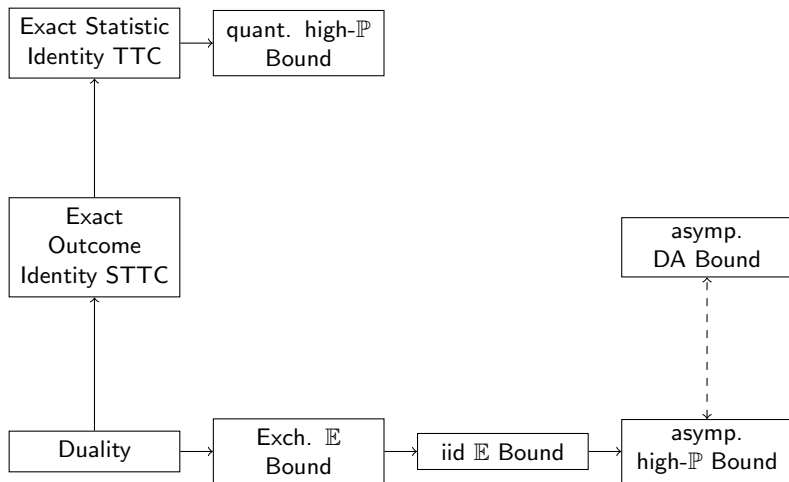 Exact Statistic
Identity TTC
quant. high-ℙ
Bound
Exact
Outcome
Identity STTC
asymp.
DA Bound
Duality
Exch. 𝔼
Bound
iid 𝔼 Bound
asymp.
high-ℙ Bound